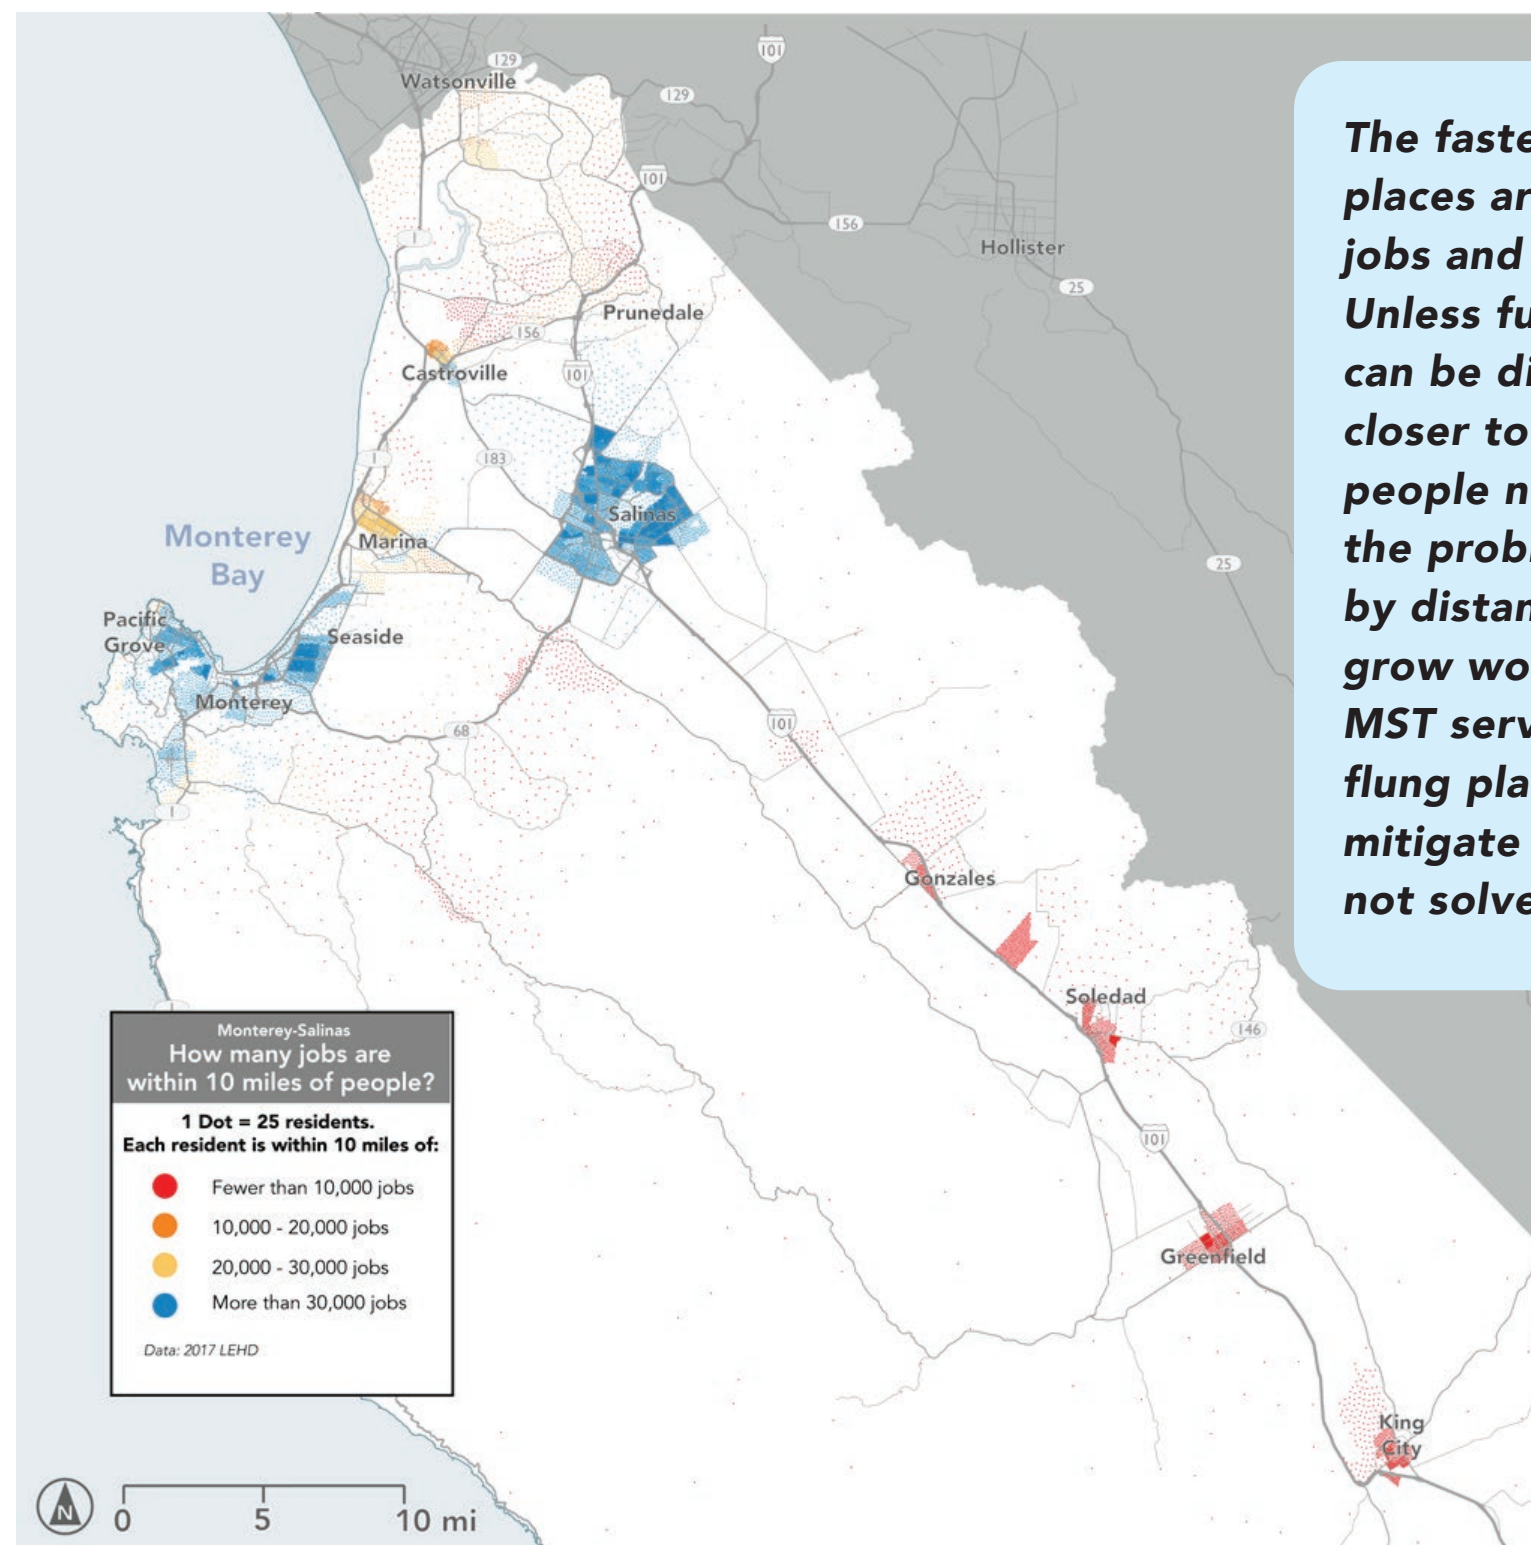 129
Watsonville
101
129
101
156
Hollister
1
25
Prunedale
156
Castroville
101
1
183
Salinas
Monterey
Bay
Marina
25
Pacific
Grove
Seaside
Monterey
68
101
1
Gonzales
Soledad
146
1
101
Greenfield
King
City
Monterey-Salinas
How many jobs are
within 10 miles of people?
1 Dot = 25 residents.
Each resident is within 10 miles of:
Fewer than 10,000 jobs
10,000 - 20,000 jobs
20,000 - 30,000 jobs
More than 30,000 jobs
Data: 2017 LEHD
N
0 5 10 mi
The faste
places ar
jobs and
Unless fu
can be di
closer to
people n
the prob
by distan
grow wo
MST serv
flung pla
mitigate
not solve